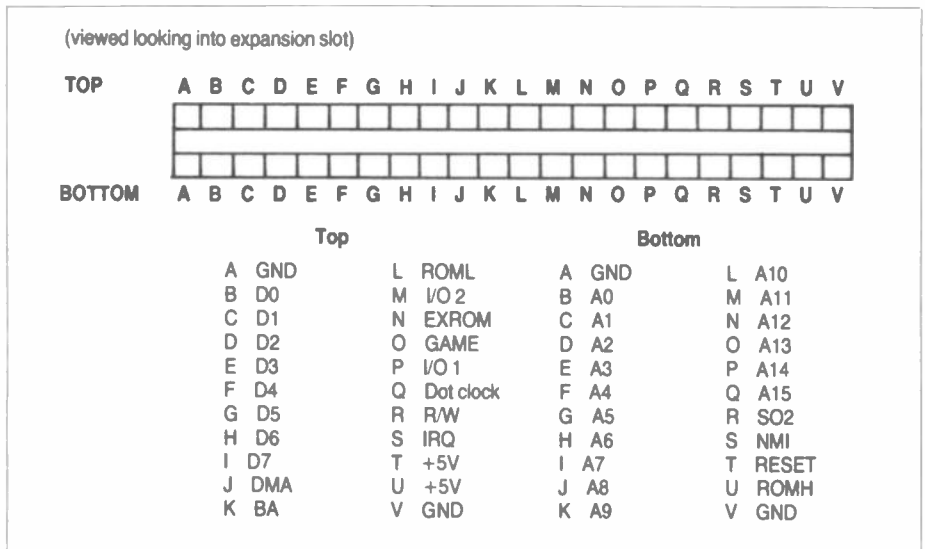 (viewed looking into expansion slot)
TOP A B C D E F G H I J K L M N O P Q R S T U V
BOTTOM A B C D E F G H I J K L M N O P Q R S T U V
Top Bottom
A GND L ROML A GND L A10
B D0 M I/O 2 B A0 M A11
C D1 N EXROM C A1 N A12
D D2 O GAME D A2 O A13
E D3 P I/O 1 E A3 P A14
F D4 Q Dot clock F A4 Q A15
G D5 R R/W G A5 R SO2
H D6 S IRQ H A6 S NMI
I D7 T +5V I A7 T RESET
J DMA U +5V J A8 U ROMH
K BA V GND K A9 V GND